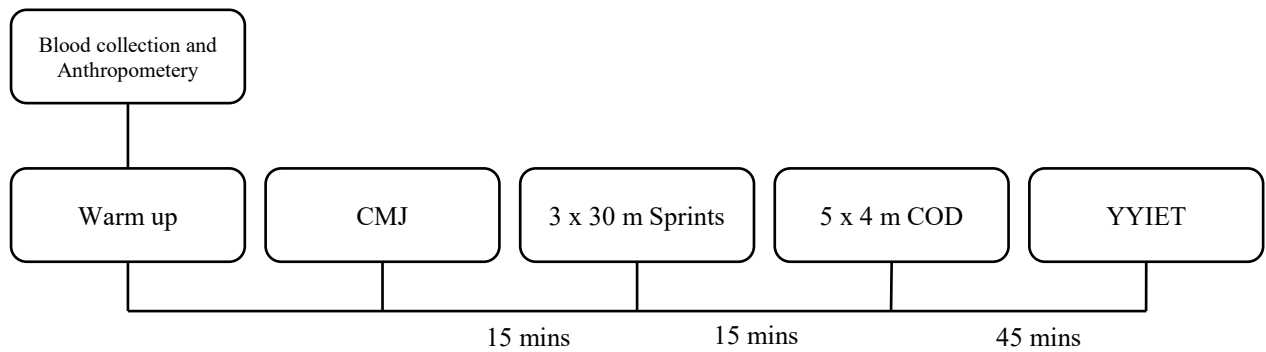 Blood collection and
Anthropometery
Warm up
CMJ
3 x 30 m Sprints
5 x 4 m COD
YYIET
15 mins
15 mins
45 mins